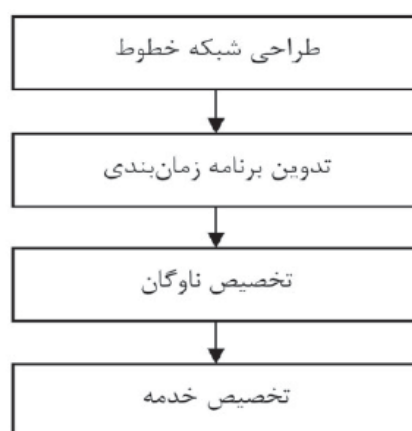 طراحی شبکه خطوط
تدوین برنامه زمان‌بندی
تخصیص ناوگان
تخصیص خدمه